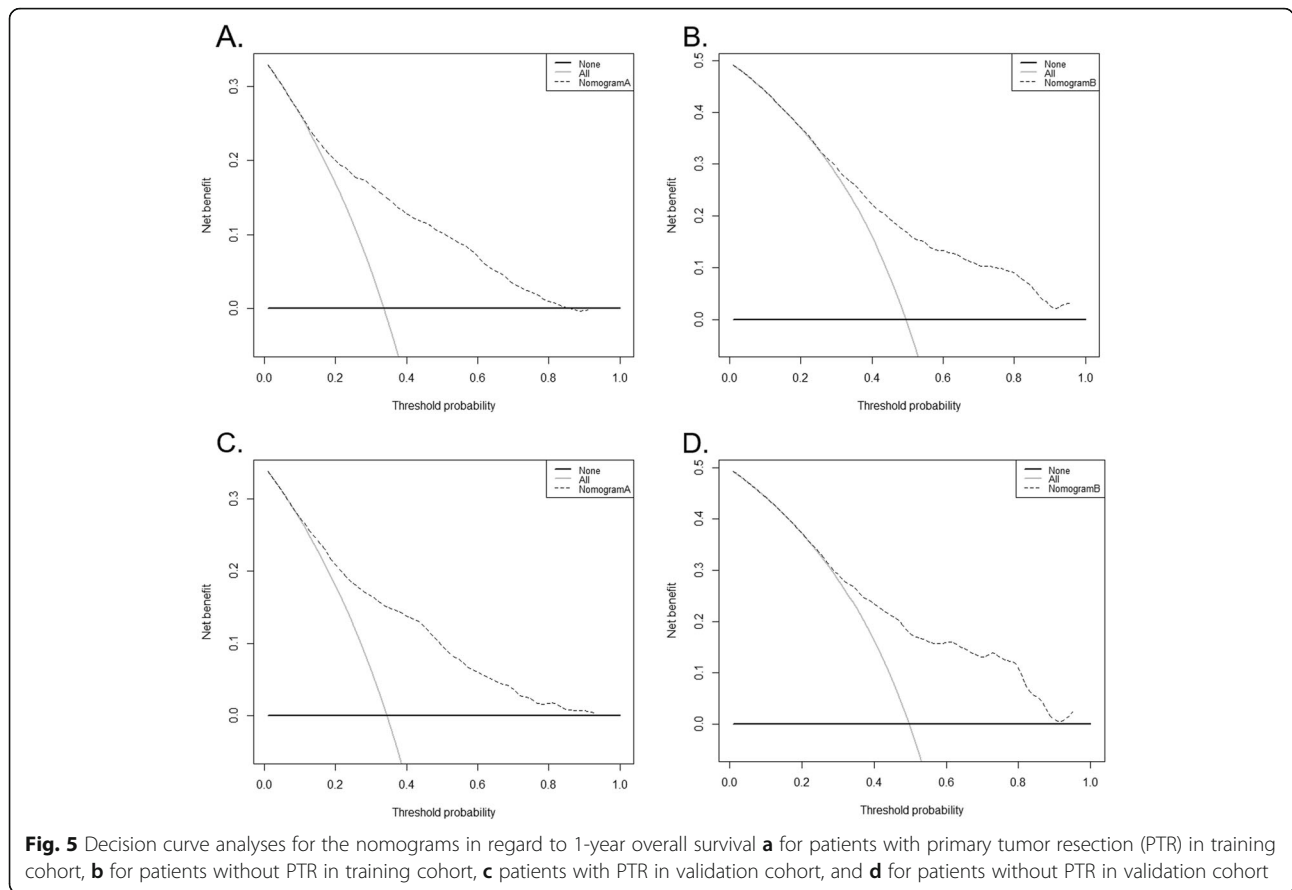 A.
None
All
NomogramA
0.3
0.2
0.1
0.0
Net benefit
0.0 0.2 0.4 0.6 0.8 1.0
Threshold probability
B.
None
All
NomogramB
0.5
0.4
0.3
0.2
0.1
0.0
Net benefit
0.0 0.2 0.4 0.6 0.8 1.0
Threshold probability
C.
None
All
NomogramA
0.3
0.2
0.1
0.0
Net benefit
0.0 0.2 0.4 0.6 0.8 1.0
Threshold probability
D.
None
All
NomogramB
0.5
0.4
0.3
0.2
0.1
0.0
Net benefit
0.0 0.2 0.4 0.6 0.8 1.0
Threshold probability
Fig. 5 Decision curve analyses for the nomograms in regard to 1-year overall survival a for patients with primary tumor resection (PTR) in training
cohort, b for patients without PTR in training cohort, c patients with PTR in validation cohort, and d for patients without PTR in validation cohort